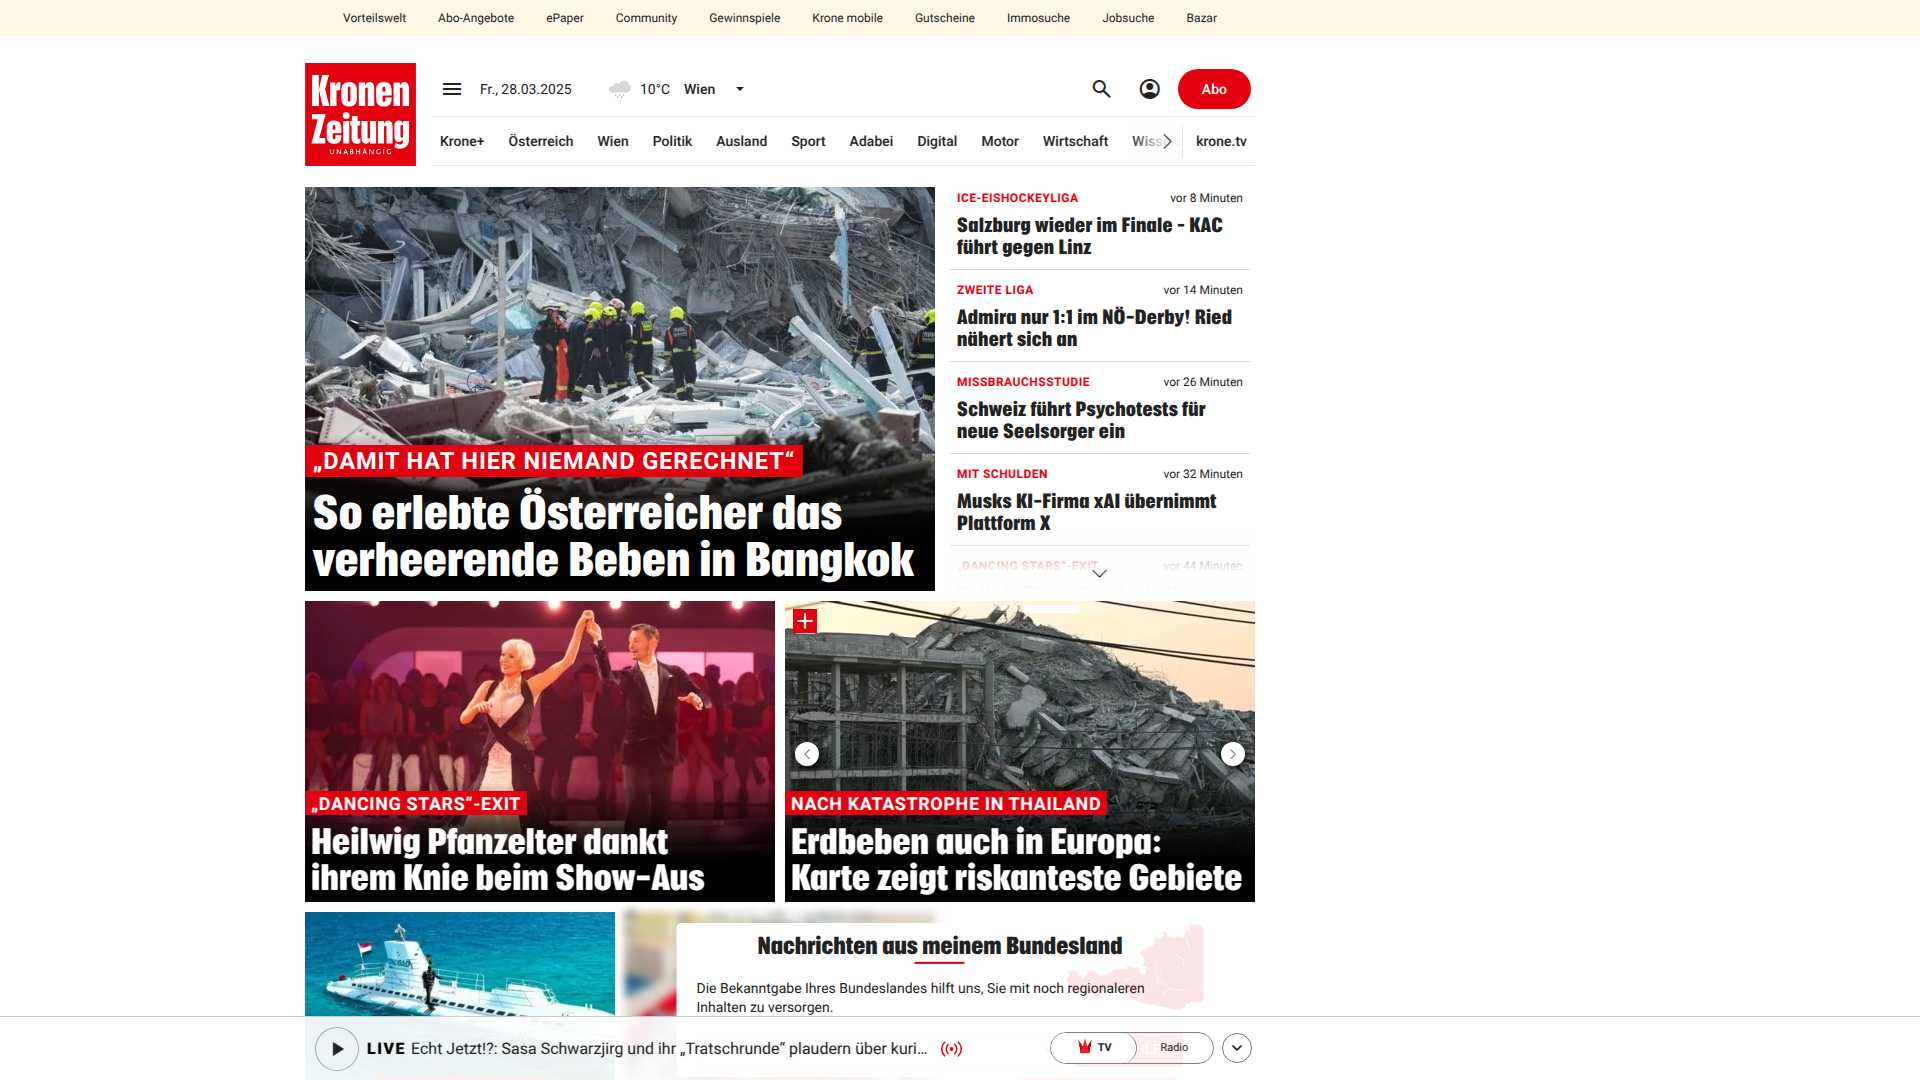 Vorteilswelt Abo-Angebote ePaper Community Gewinnspiele Krone mobile Gutscheine Immosuche Jobsuche Bazar
Kronen
Zeitung
UNABHÄNGIG
Fr., 28.03.2025 10°C Wien
Abo
Krone+ Österreich Wien Politik Ausland Sport Adabei Digital Motor Wirtschaft Wiss krone.tv
„DAMIT HAT HIER NIEMAND GERECHNET“
So erlebte Österreicher das
verheerende Beben in Bangkok
ICE-EISHOCKEYLIGA vor 8 Minuten
Salzburg wieder im Finale - KAC
führt gegen Linz
ZWEITE LIGA vor 14 Minuten
Admira nur 1:1 im NÖ-Derby! Ried
nähert sich an
MISSBRAUCHSSTUDIE vor 26 Minuten
Schweiz führt Psychotests für
neue Seelsorger ein
MIT SCHULDEN vor 32 Minuten
Musks KI-Firma xAI übernimmt
Plattform X
„DANCING STARS“-EXIT vor 44 Minuten
„DANCING STARS“-EXIT
Heilwig Pfanzelter dankt
ihrem Knie beim Show-Aus
NACH KATASTROPHE IN THAILAND
Erdbeben auch in Europa:
Karte zeigt riskanteste Gebiete
Nachrichten aus meinem Bundesland
Die Bekanntgabe Ihres Bundeslandes hilft uns, Sie mit noch regionaleren
Inhalten zu versorgen.
LIVE Echt Jetzt!?: Sasa Schwarzjirg und ihr „Tratschrunde“ plaudern über kuri...
TV Radio